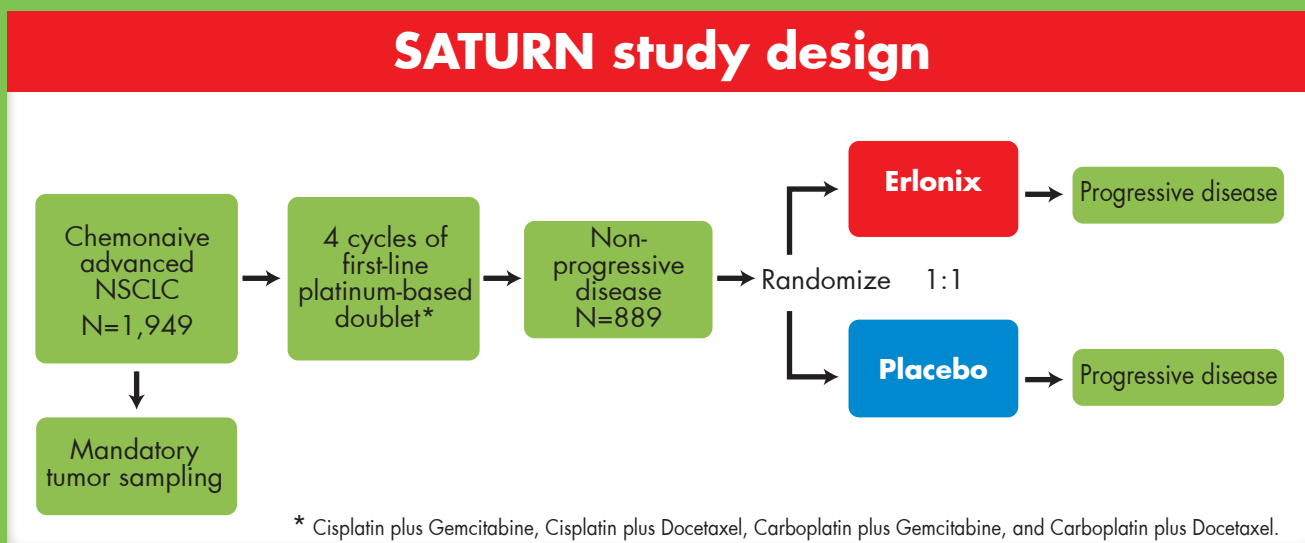 SATURN study design
Chemonaive
advanced
NSCLC
N=1,949
Mandatory
tumor sampling
4 cycles of
first-line
platinum-based
doublet*
Non-
progressive
disease
N=889
Randomize 1:1
Erlonix
Progressive disease
Placebo
Progressive disease
* Cisplatin plus Gemcitabine, Cisplatin plus Docetaxel, Carboplatin plus Gemcitabine, and Carboplatin plus Docetaxel.